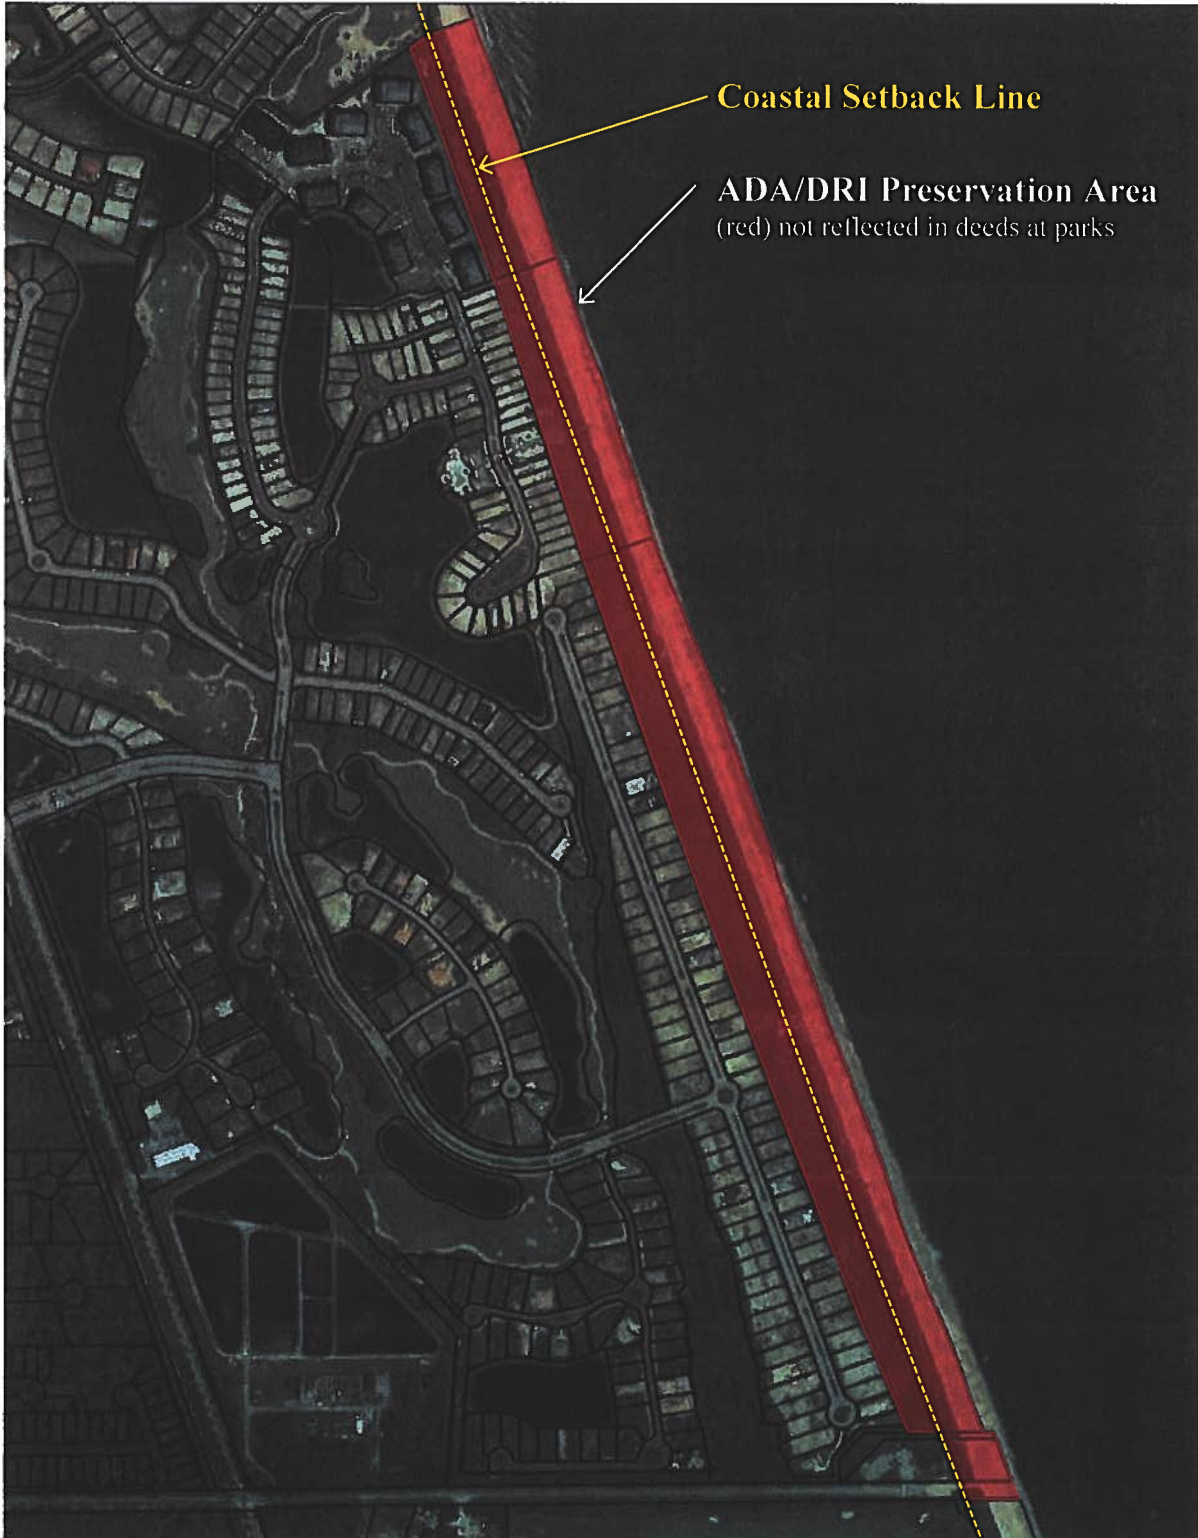 Coastal Setback Line
ADA/DRI Preservation Area
(red) not reflected in deeds at parks